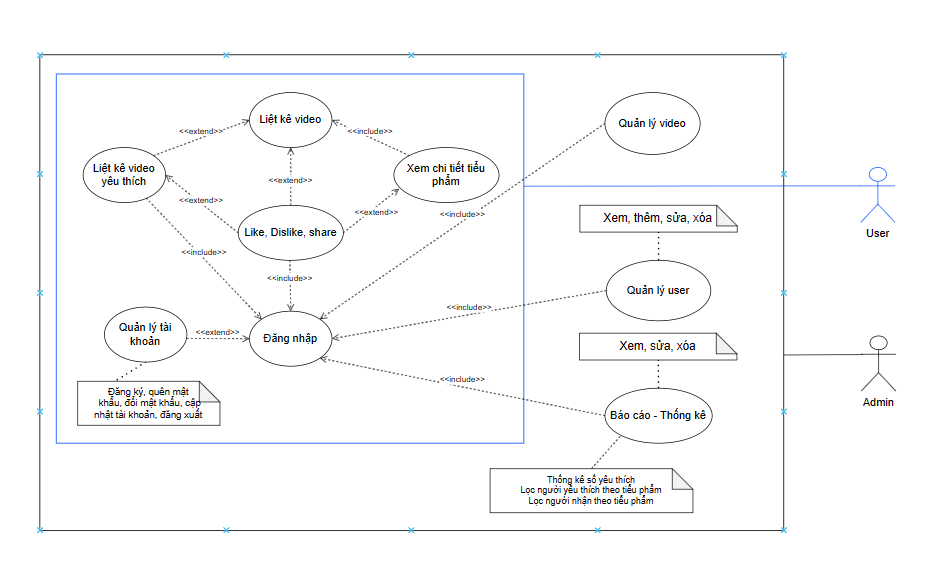 Liệt kê video
Quản lý video
<<extend>>
<<include>>
Liệt kê video
yêu thích
Xem chi tiết tiểu
phẩm
<<extend>>
<<extend>>
<<include>>
Xem, thêm, sửa, xóa
Like, Dislike, share
User
<<include>>
<<include>>
Quản lý user
<<include>>
Quản lý tài
khoản
<<extend>>
Đăng nhập
Xem, sửa, xóa
<<include>>
Đăng ký, quên mật
khẩu, đổi mật khẩu, cập
nhật tài khoản, đăng xuất
Báo cáo - Thống kê
Admin
Thống kê số yêu thích
Lọc người yêu thích theo tiểu phẩm
Lọc người nhận theo tiểu phẩm